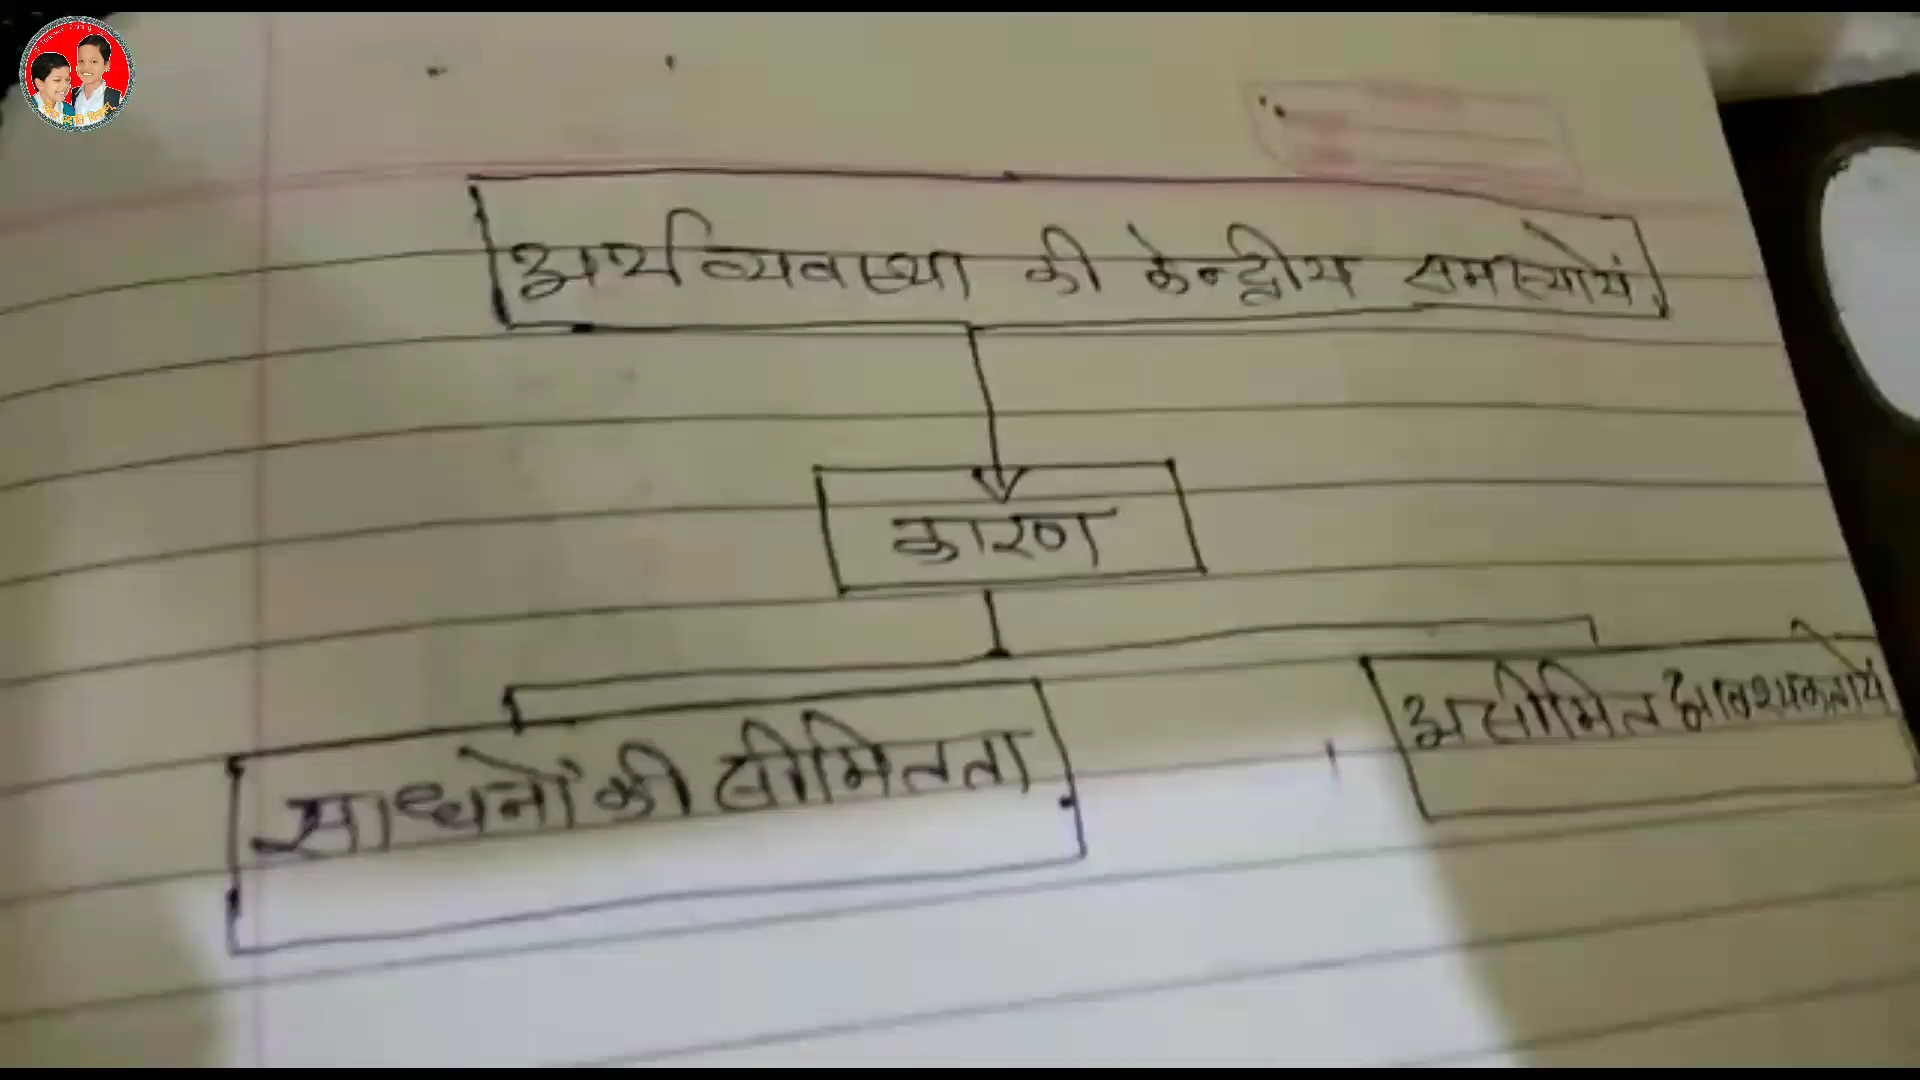 अर्थव्यवस्था की केन्द्रीय समस्यायें
कारण
साधनों की सीमितता
असीमित आवश्यकतायें